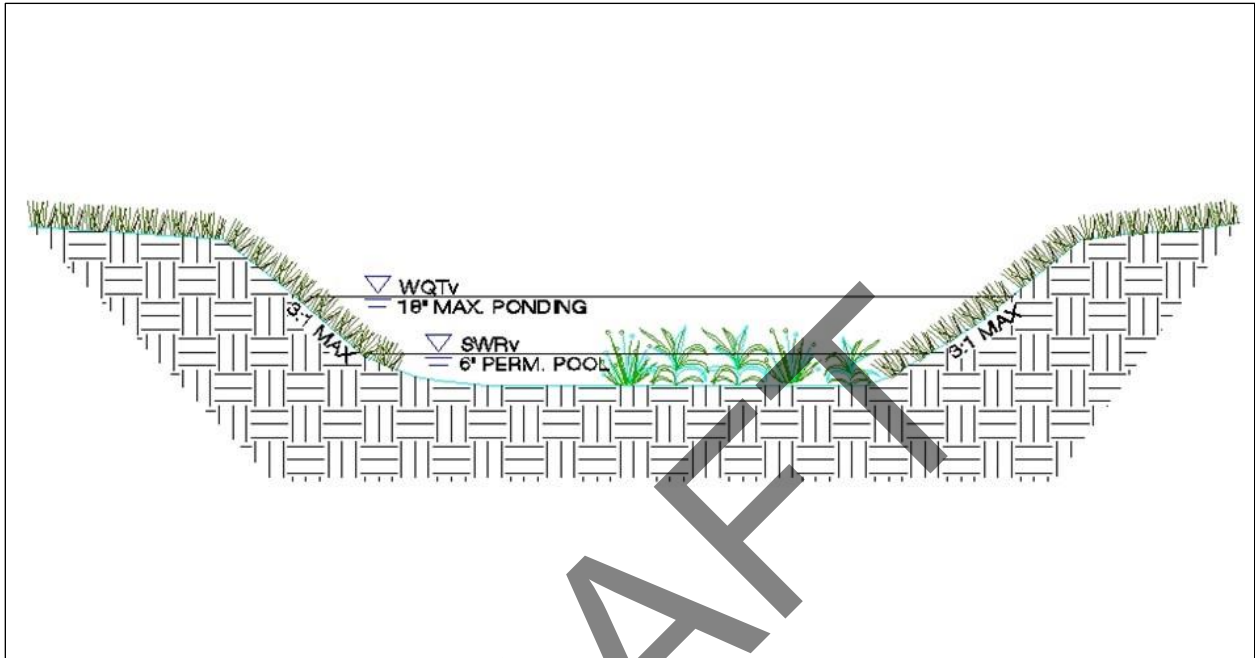 WQTv
18" MAX. PONDING
3:1 MAX
3:1 MAX
SWRv
6" PERM. POOL
AFT